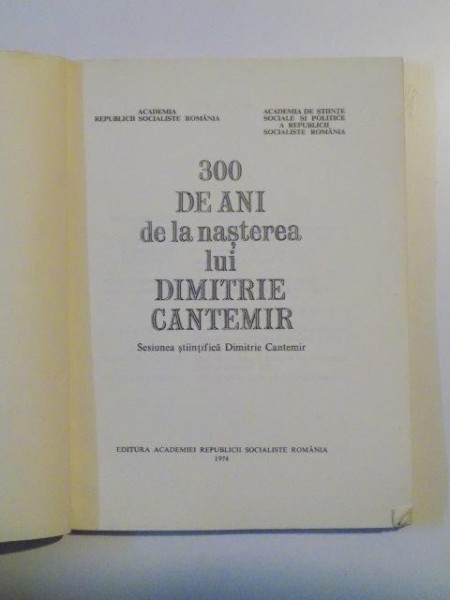 ACADEMIA
REPUBLICII SOCIALISTE ROMÂNIA
ACADEMIA DE ȘTIINȚE
SOCIALE ȘI POLITICE
A REPUBLICII
SOCIALISTE ROMÂNIA
300
DE ANI
de la nașterea
lui
DIMITRIE
CANTEMIR
Sesiunea științifică Dimitrie Cantemir
EDITURA ACADEMIEI REPUBLICII SOCIALISTE ROMÂNIA
1974